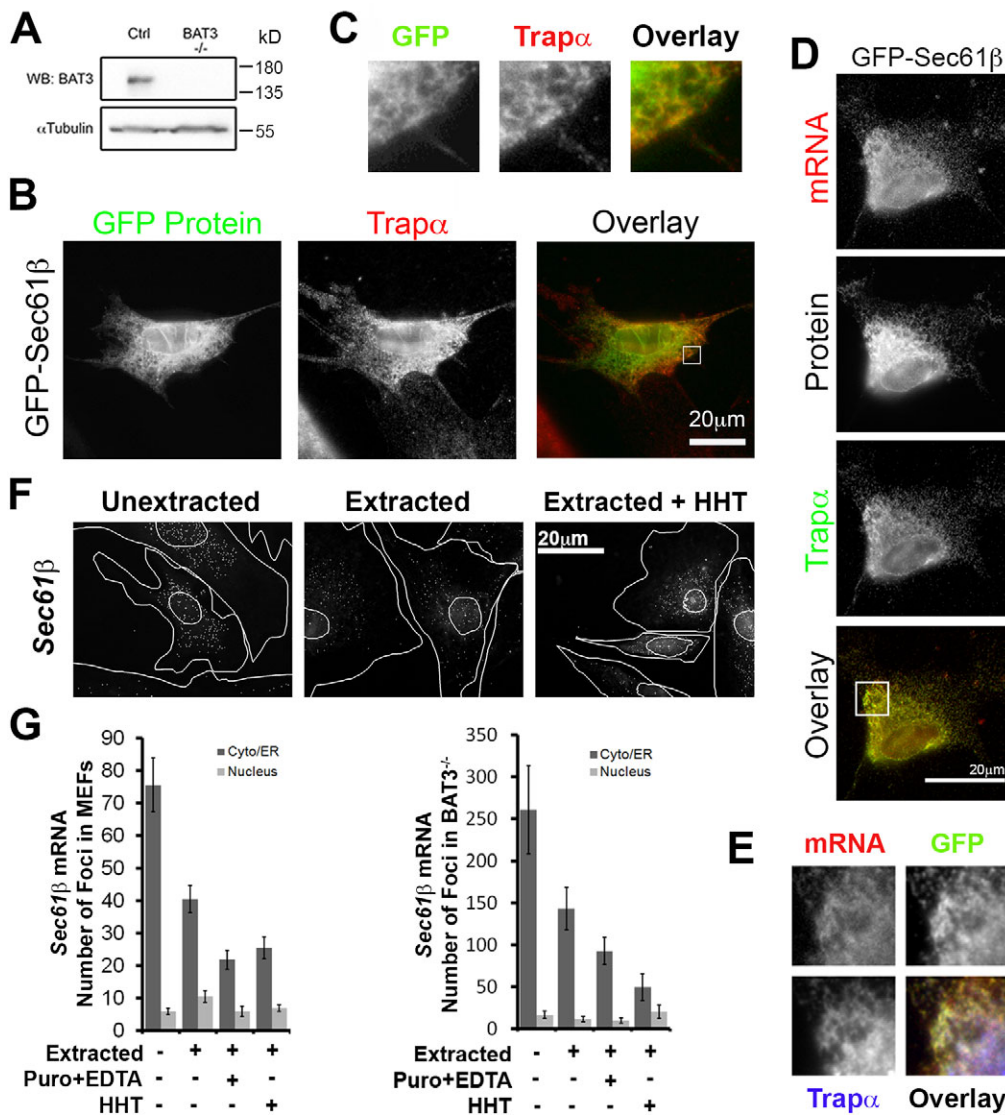 A
Ctrl
BAT3
-/-
kD
WB: BAT3
180
135
αTubulin
55
B
GFP Protein
Trapα
Overlay
GFP-Sec61β
20μm
C
GFP
Trapα
Overlay
D
GFP-Sec61β
mRNA
Protein
Trapα
Overlay
20μm
E
mRNA
GFP
Trapα
Overlay
F
Unextracted
Extracted
Extracted + HHT
Sec61β
20μm
G
Sec61β mRNA
Number of Foci in MEFs
90
80
70
60
50
40
30
20
10
0
Cyto/ER
Nucleus
Extracted - + + +
Puro+EDTA +
HHT +
Sec61β mRNA
Number of Foci in BAT3-/-
350
300
250
200
150
100
50
0
Cyto/ER
Nucleus
Extracted - + + +
Puro+EDTA +
HHT +